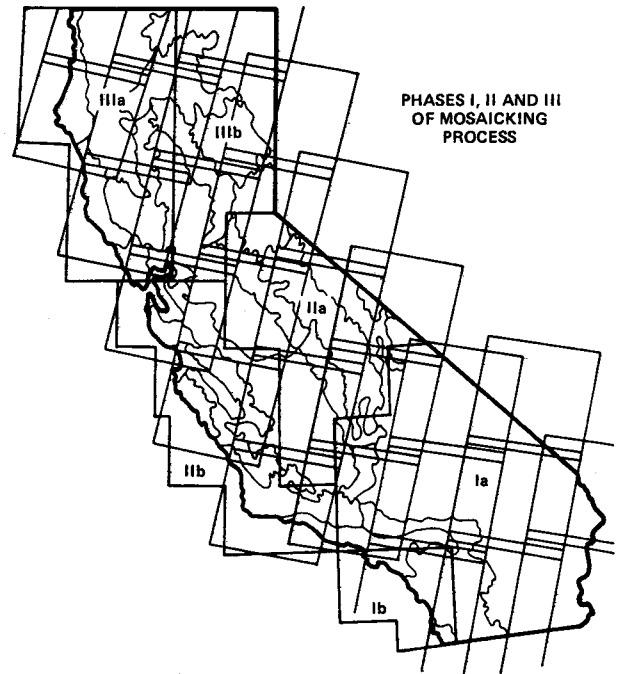 PHASES I, II AND III
OF MOSAICKING
PROCESS
IIIa
IIIb
IIa
IIb
Ia
Ib